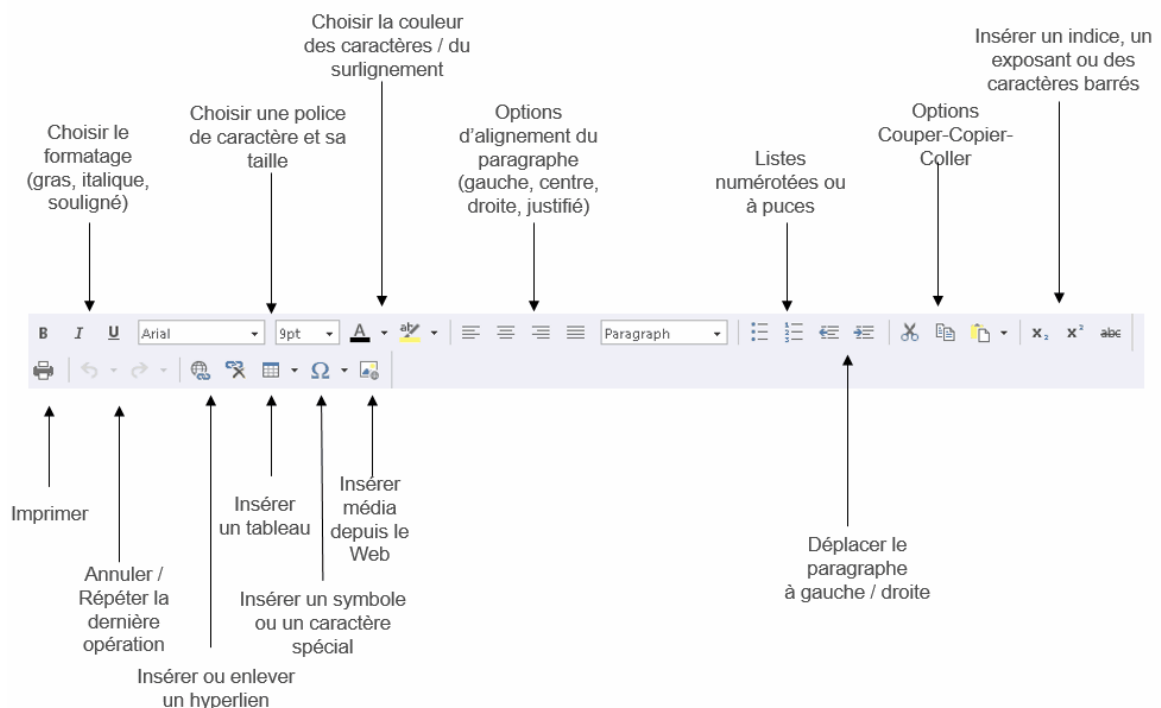 Choisir la couleur
des caractères / du
surlignement
Insérer un indice, un
exposant ou des
caractères barrés
Choisir une police
de caractère et sa
taille
Options
d'alignement du
paragraphe
(gauche, centre,
droite, justifié)
Options
Couper-Copier-
Coller
Choisir le
formatage
(gras, italique,
souligné)
Listes
numérotées ou
à puces
B I U Arial 9pt A ab Paragraph x₂ x² abc
Ω
Imprimer
Insérer
un tableau
Insérer
média
depuis le
Web
Déplacer le
paragraphe
à gauche / droite
Annuler /
Répéter la
dernière
opération
Insérer un symbole
ou un caractère
spécial
Insérer ou enlever
un hyperlien